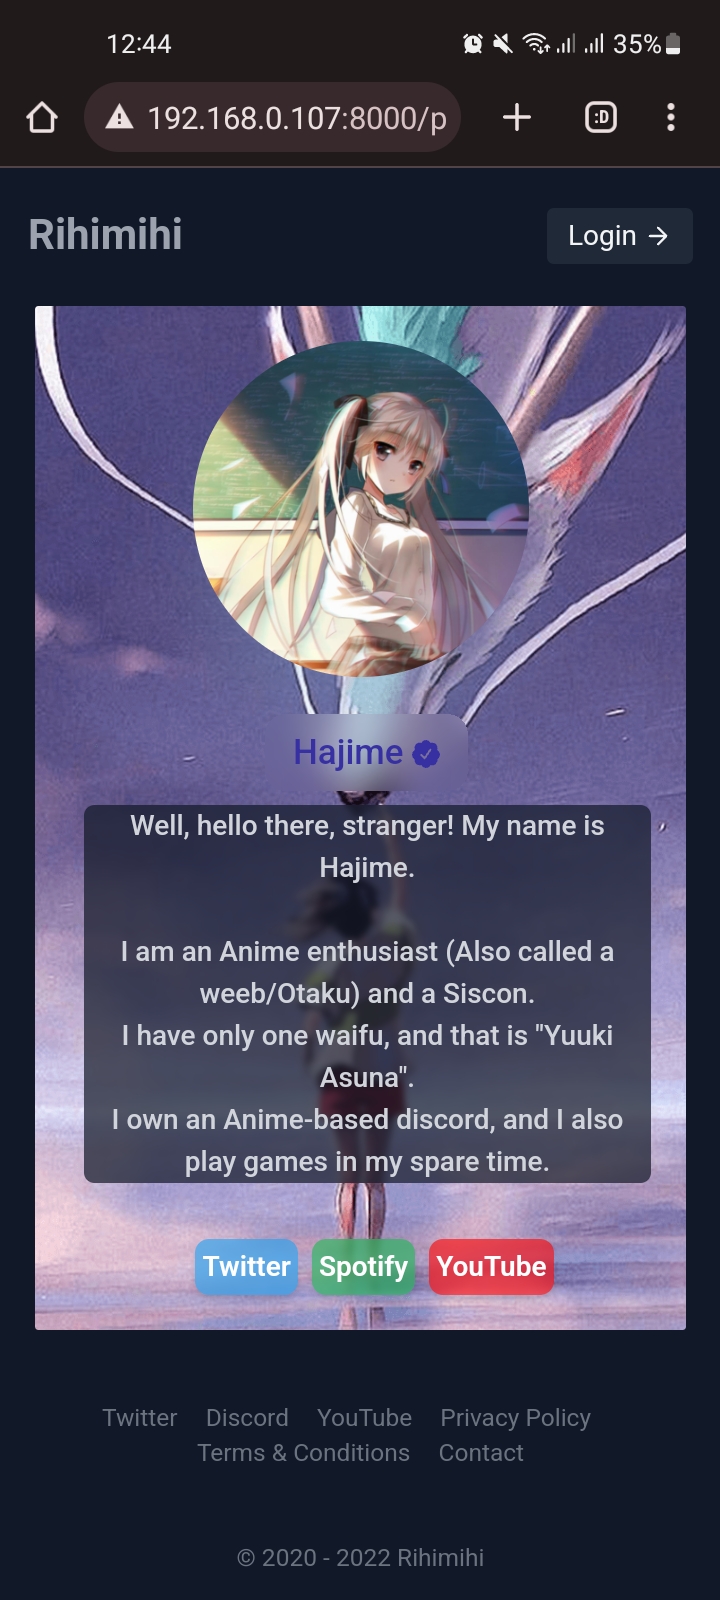 12:44
35%
192.168.0.107:8000/p
:D
Rihimihi
Login →
Hajime
Well, hello there, stranger! My name is
Hajime.
I am an Anime enthusiast (Also called a
weeb/Otaku) and a Siscon.
I have only one waifu, and that is "Yuuki
Asuna".
I own an Anime-based discord, and I also
play games in my spare time.
Twitter Spotify YouTube
Twitter Discord YouTube Privacy Policy
Terms & Conditions Contact
© 2020 - 2022 Rihimihi